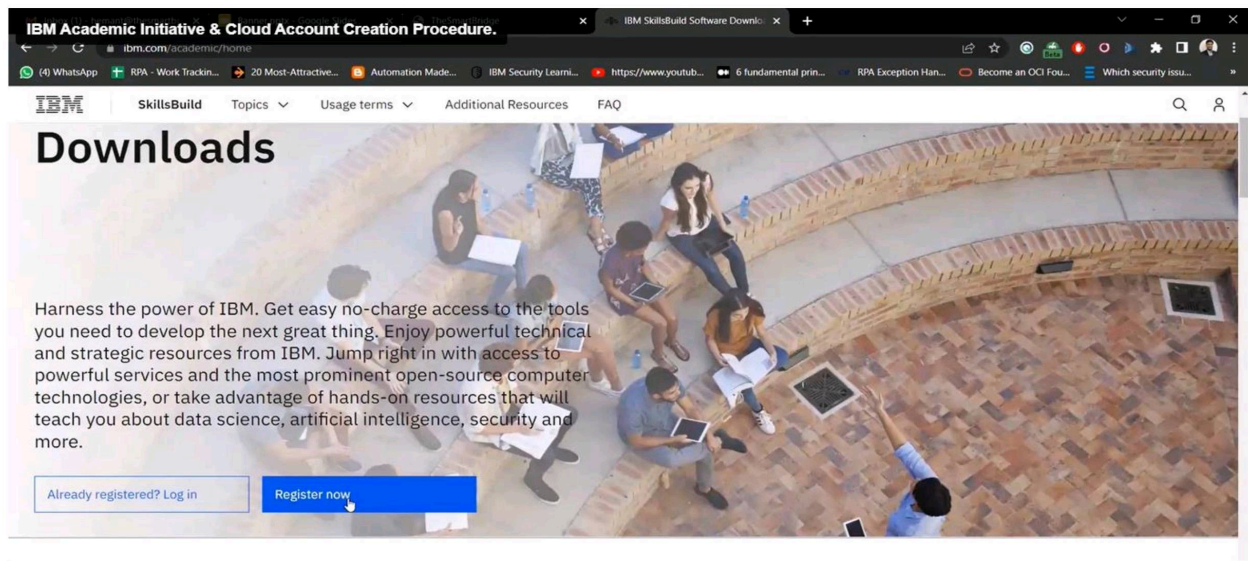 IBM Academic Initiative & Cloud Account Creation Procedure.
IBM SkillsBuild Software Downlo
ibm.com/academic/home
(4) WhatsApp
RPA - Work Trackin...
20 Most-Attractive...
Automation Made...
IBM Security Learni...
https://www.youtub...
6 fundamental prin...
RPA Exception Han...
Become an OCI Fou...
Which security issu...
»
IBM
SkillsBuild
Topics
Usage terms
Additional Resources
FAQ
Downloads
Harness the power of IBM. Get easy no-charge access to the tools
you need to develop the next great thing. Enjoy powerful technical
and strategic resources from IBM. Jump right in with access to
powerful services and the most prominent open-source computer
technologies, or take advantage of hands-on resources that will
teach you about data science, artificial intelligence, security and
more.
Already registered? Log in
Register now